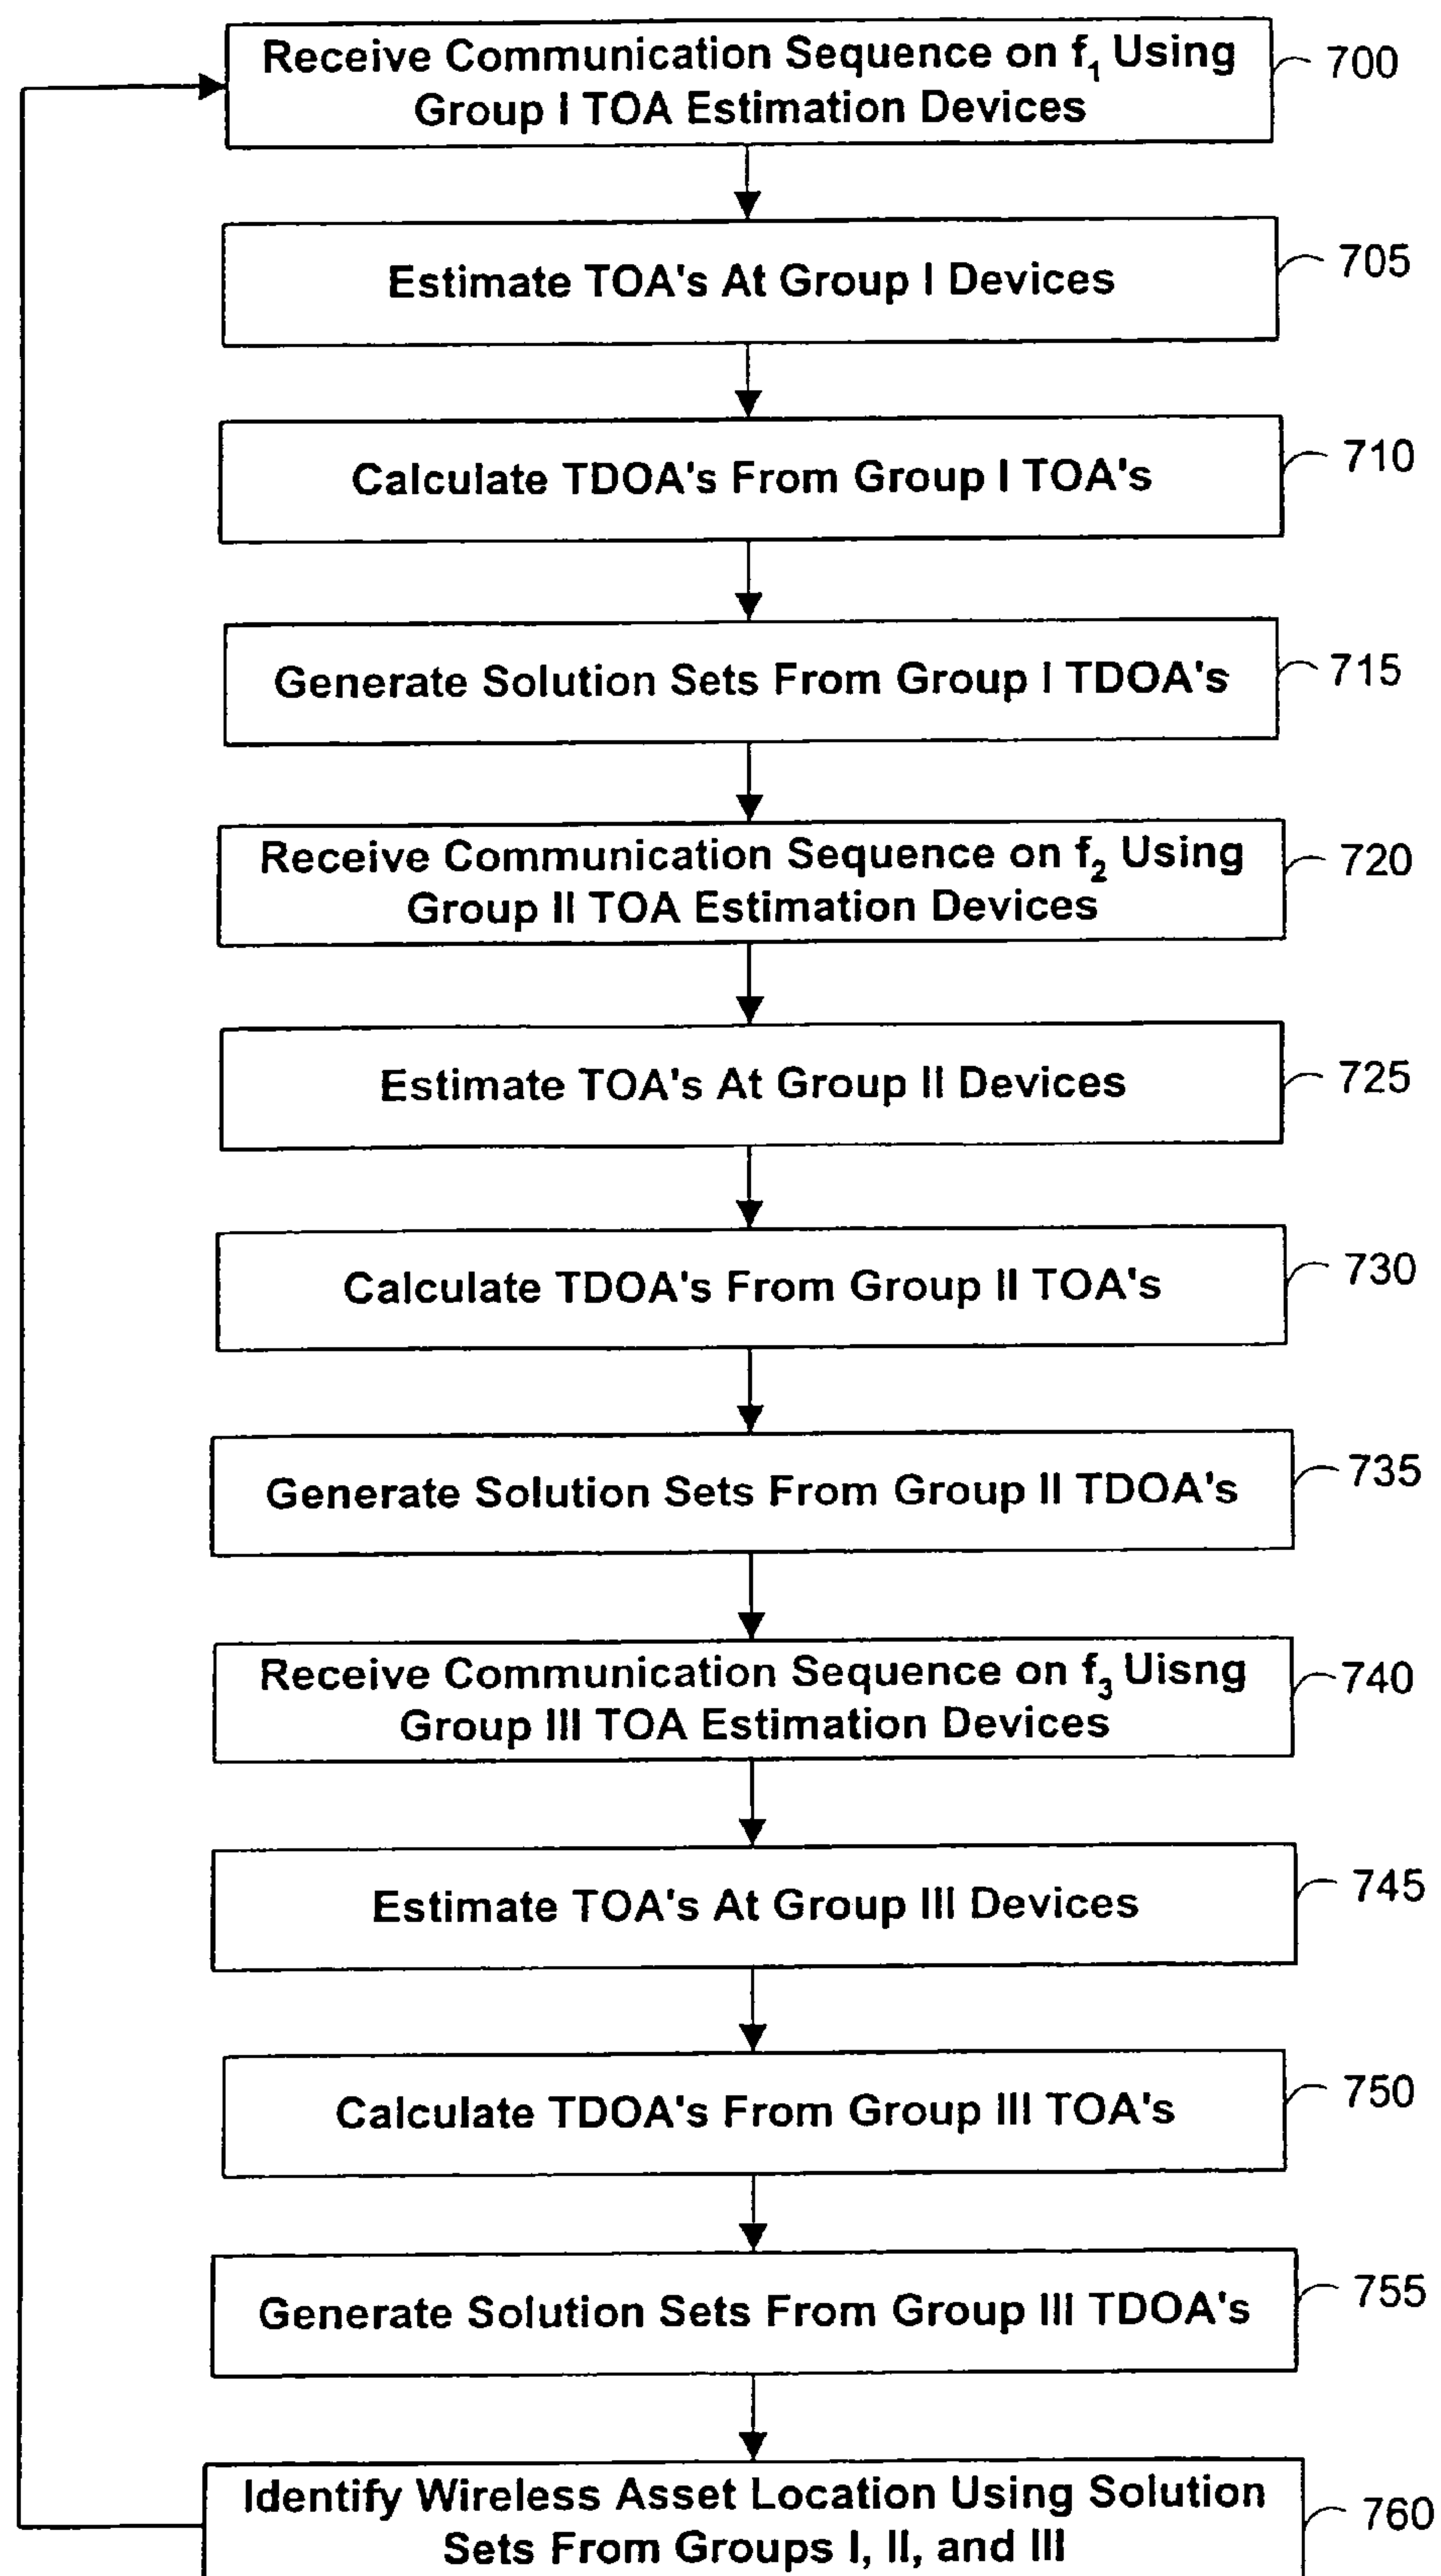 Receive Communication Sequence on f1 Using
Group I TOA Estimation Devices
700
Estimate TOA's At Group I Devices
705
Calculate TDOA's From Group I TOA's
710
Generate Solution Sets From Group I TDOA's
715
Receive Communication Sequence on f2 Using
Group II TOA Estimation Devices
720
Estimate TOA's At Group II Devices
725
Calculate TDOA's From Group II TOA's
730
Generate Solution Sets From Group II TDOA's
735
Receive Communication Sequence on f3 Uisng
Group III TOA Estimation Devices
740
Estimate TOA's At Group III Devices
745
Calculate TDOA's From Group III TOA's
750
Generate Solution Sets From Group III TDOA's
755
Identify Wireless Asset Location Using Solution
Sets From Groups I, II, and III
760